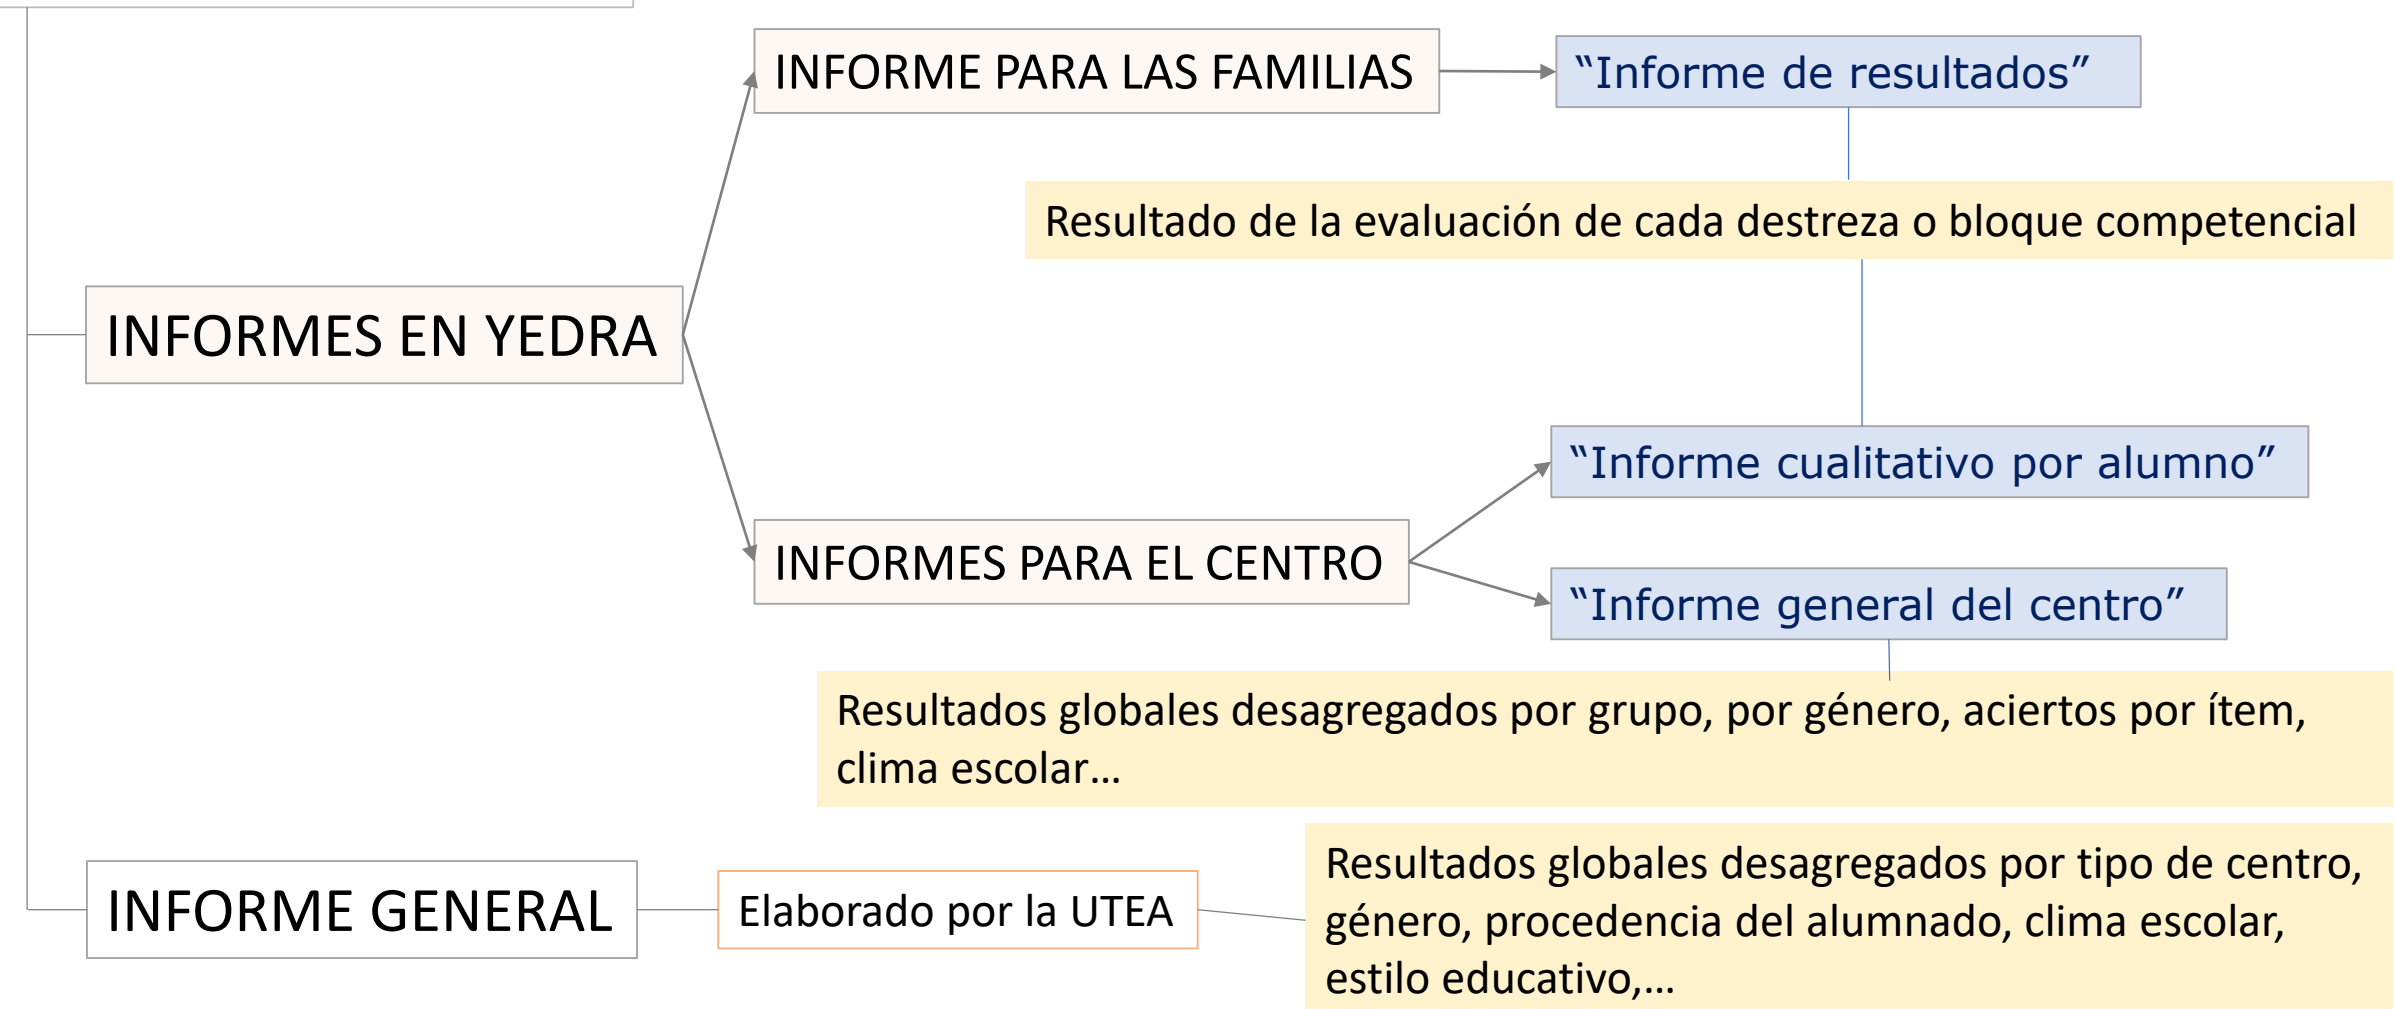 INFORME PARA LAS FAMILIAS
“Informe de resultados”
Resultado de la evaluación de cada destreza o bloque competencial
INFORMES EN YEDRA
“Informe cualitativo por alumno”
INFORMES PARA EL CENTRO
“Informe general del centro”
Resultados globales desagregados por grupo, por género, aciertos por ítem,
clima escolar…
INFORME GENERAL
Elaborado por la UTEA
Resultados globales desagregados por tipo de centro,
género, procedencia del alumnado, clima escolar,
estilo educativo,…